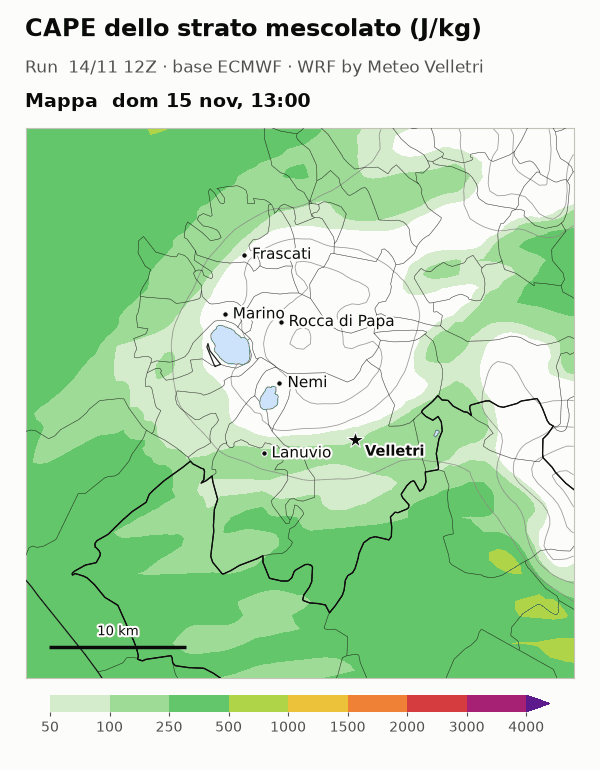 CAPE dello strato mescolato (J/kg)
Run  14/11 12Z · base ECMWF · WRF by Meteo Velletri
Mappa  dom 15 nov, 13:00
Frascati
Marino
Rocca di Papa
Nemi
Velletri
Lanuvio
10 km
50 100 250 500 1000 1500 2000 3000 4000